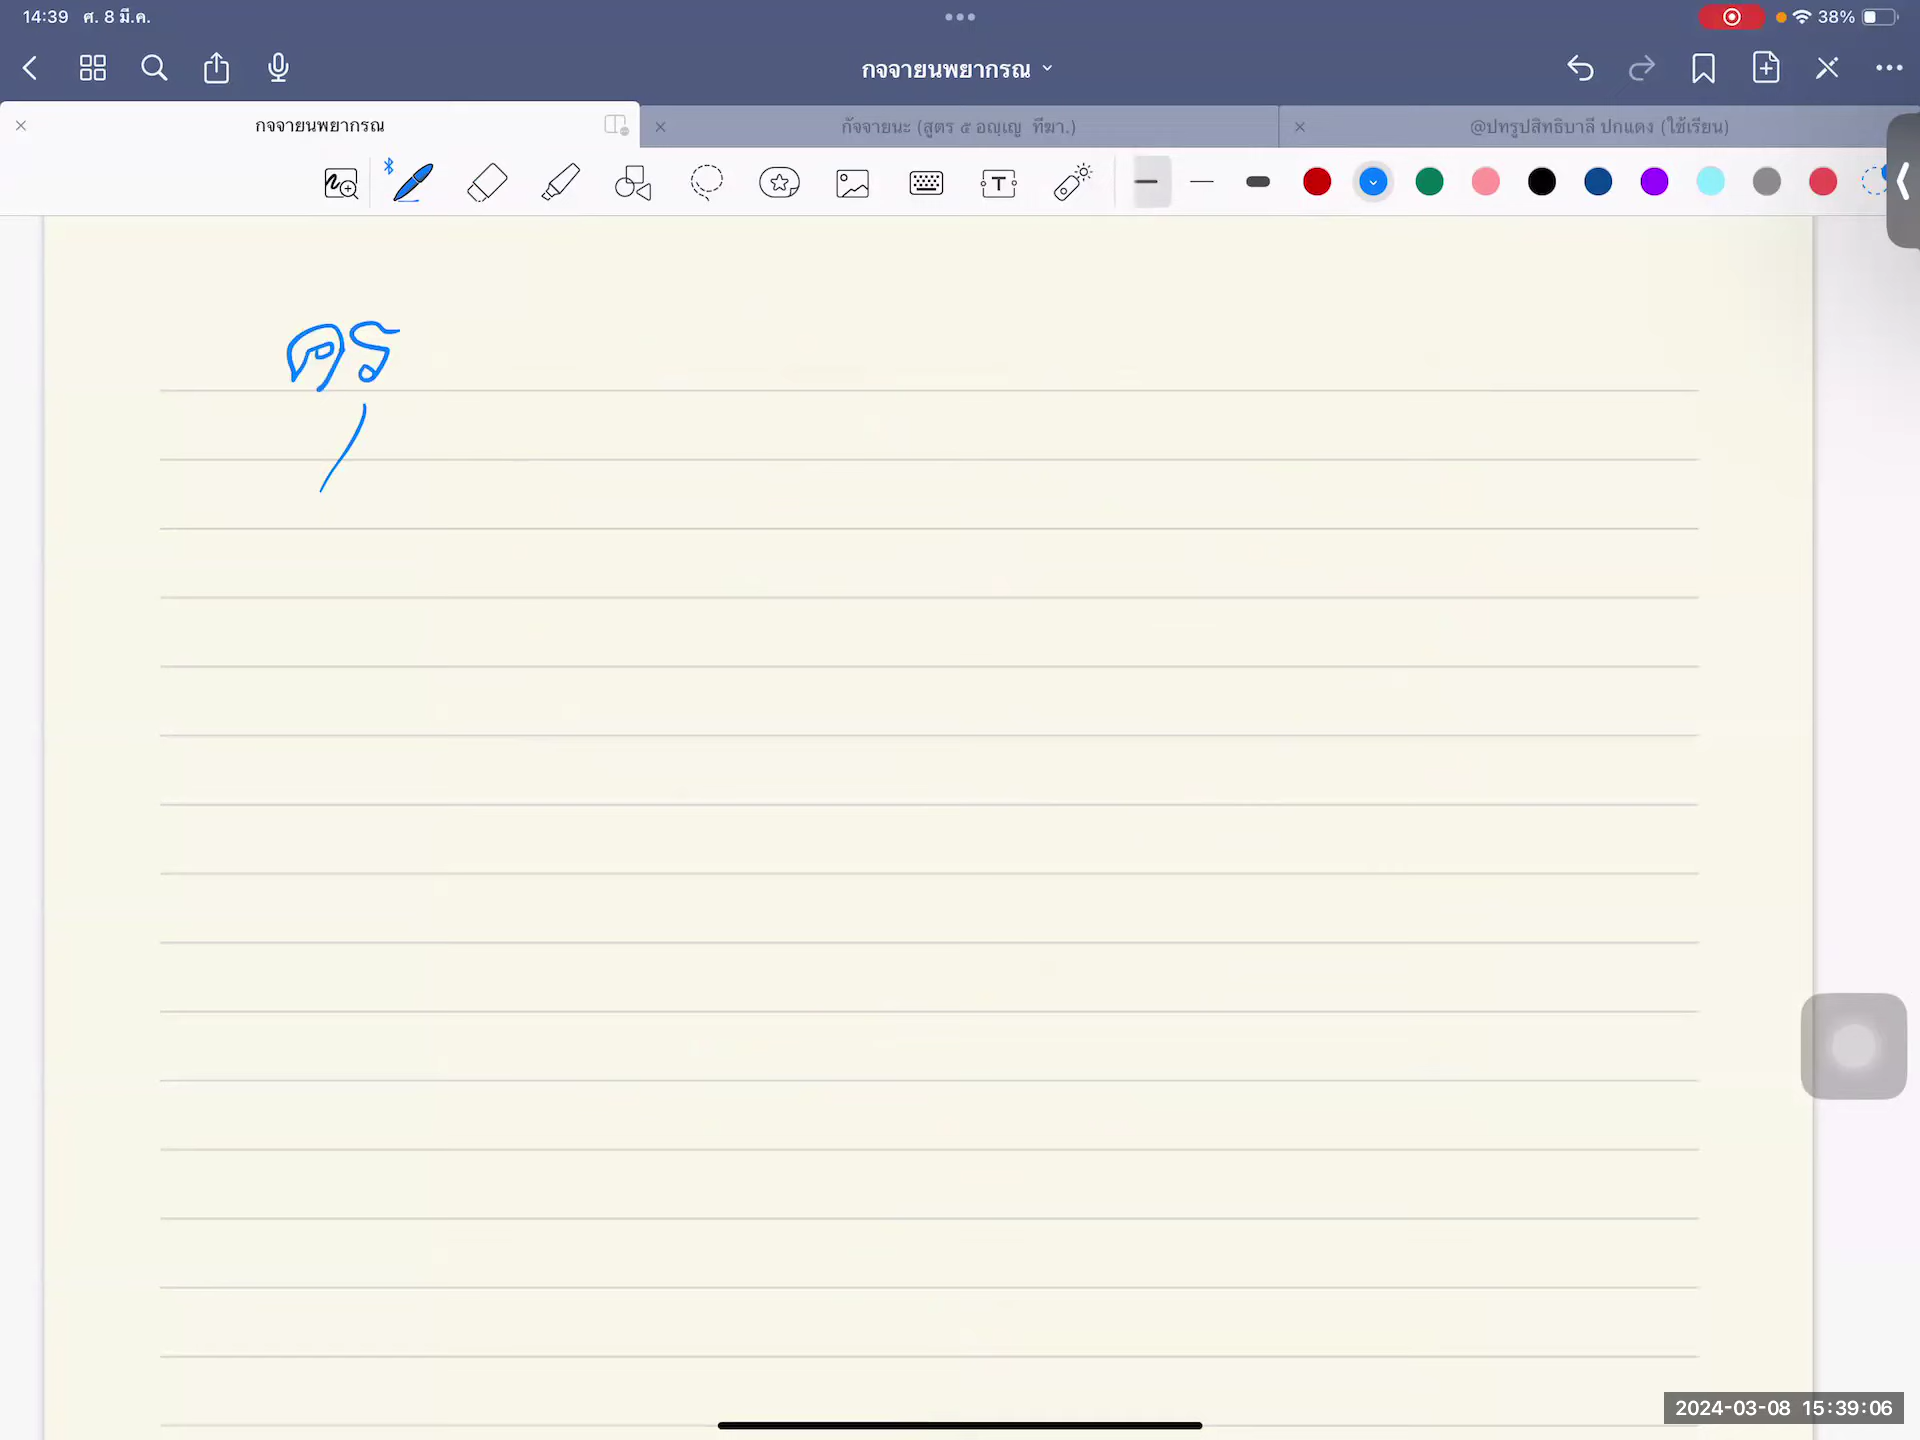 14:39 ศ. 8 มี.ค. 38%
กจจายนพยากรณ
กจจายนพยากรณ
กัจจายนะ (สูตร ๕ อญฺเญ ทีฆา.)
@ปทรูปสิทธิบาลี ปกแดง (ใช้เรียน)
T
คร
2024-03-08 15:39:06